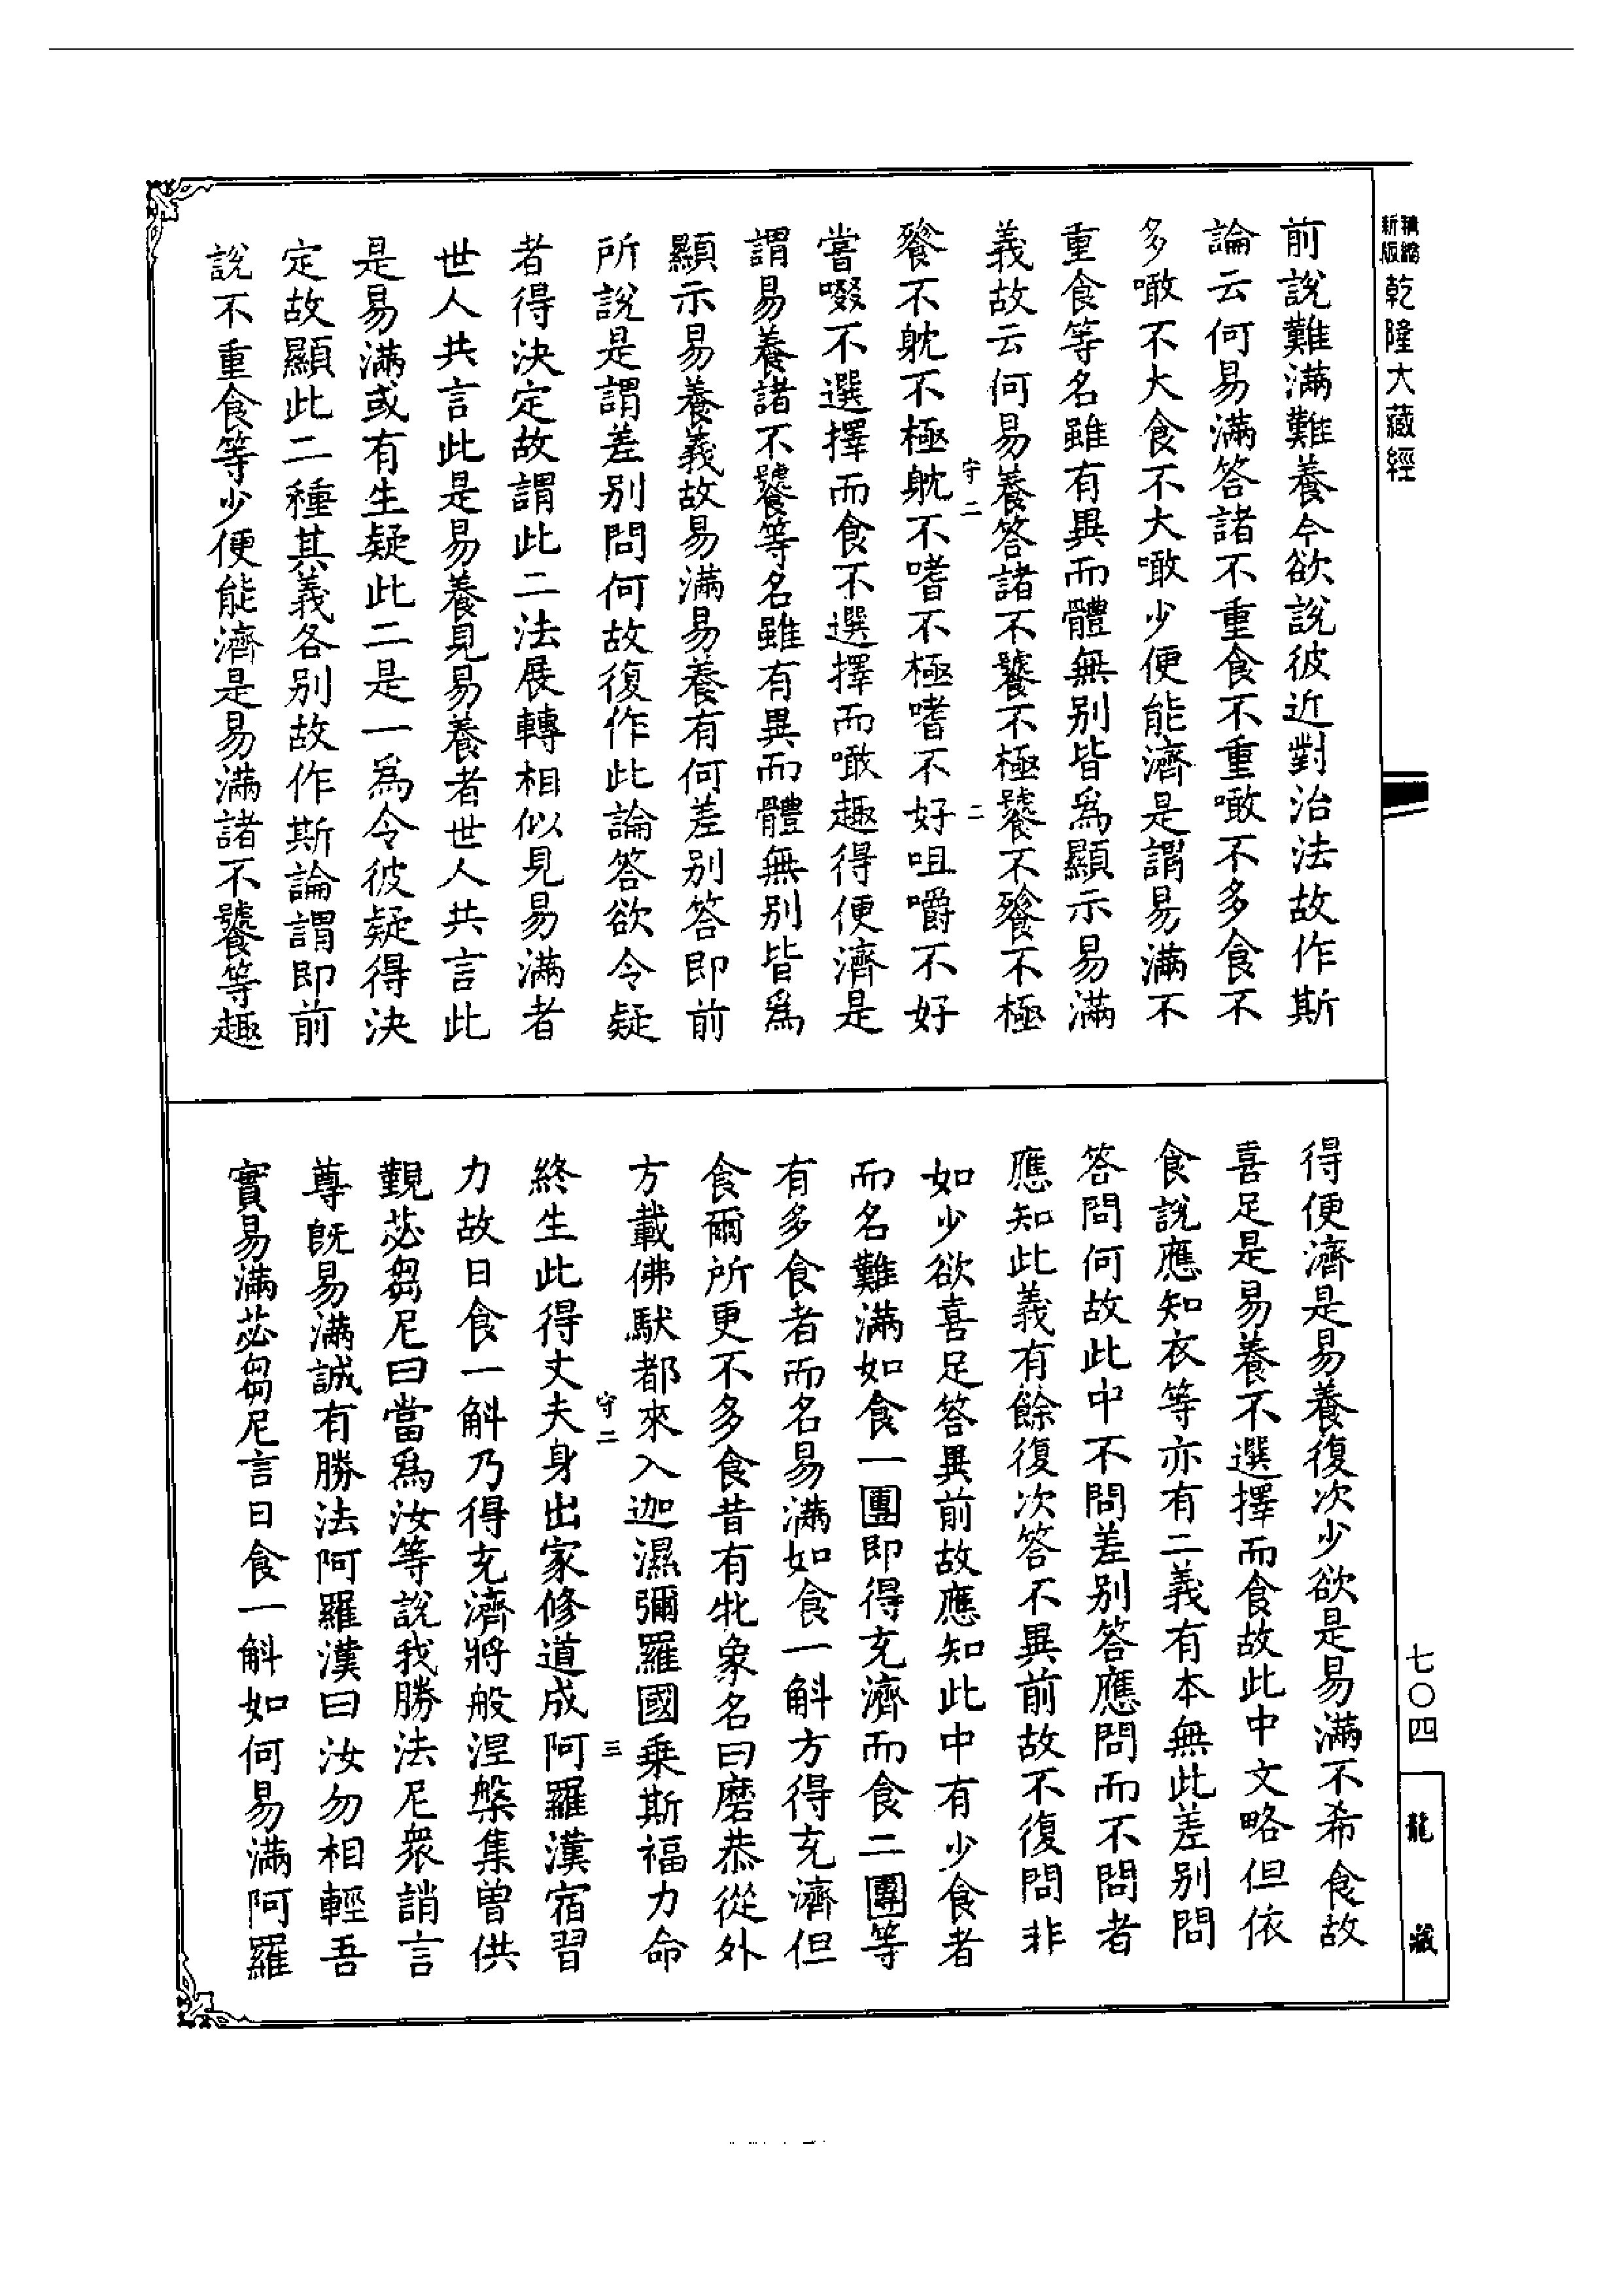 新版
精縮
乾隆大藏經
前說難滿難養今欲說彼近對治法故作斯
論云何易滿答諸不重食不重噉不多食不
多噉不大食不大噉少便能濟是謂易滿不
重食等名雖有異而體無別皆爲顯示易滿
義故云何易養答諸不饕不極饕不餮不極
守二
二
餮不躭不極躭不嗜不極嗜不好咀嚼不好
嘗啜不選擇而食不選擇而噉趣得便濟是
謂易養諸不饕等名雖有異而體無別皆爲
顯示易養義故易滿易養有何差別答即前
所說是謂差別問何故復作此論答欲令疑
者得決定故謂此二法展轉相似見易滿者
世人共言此是易養見易養者世人共言此
是易滿或有生疑此二是一爲令彼疑得決
定故顯此二種其義各別故作斯論謂即前
說不重食等少便能濟是易滿諸不饕等趣
得便濟是易養復次少欲是易滿不希食故
喜足是易養不選擇而食故此中文略但依
食說應知衣等亦有二義有本無此差別問
答問何故此中不問差別答應問而不問者
應知此義有餘復次答不異前故不復問非
如少欲喜足答異前故應知此中有少食者
而名難滿如食一團即得充濟而食二團等
有多食者而名易滿如食一斛方得充濟但
食爾所更不多食昔有牝象名曰磨荼從外
方載佛馱都來入迦濕彌羅國乘斯福力命
守二
三
終生此得丈夫身出家修道成阿羅漢宿習
力故日食一斛乃得充濟將般涅槃集曾供
覲苾芻尼曰當爲汝等說我勝法尼衆誚言
尊旣易滿誠有勝法阿羅漢曰汝勿相輕吾
實易滿苾芻尼言日食一斛如何易滿阿羅
七〇四
龍藏